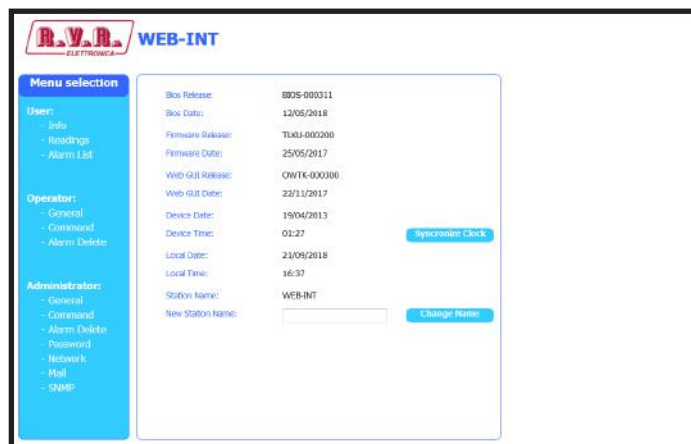 R.V.R.
ELETTRONICA
WEB-INT
Menu selection
User:
- Info
- Readings
- Alarm List
Operator:
- General
- Command
- Alarm Delete
Administrator:
- General
- Command
- Alarm Delete
- Password
- Network
- Mail
- SNMP
Bios Release: BIOS-000311
Bios Date: 12/05/2018
Firmware Release: TLKU-000200
Firmware Date: 25/05/2017
Web GUI Release: OWTK-000300
Web GUI Date: 22/11/2017
Device Date: 19/04/2013
Device Time: 01:27 Syncronize Clock
Local Date: 21/09/2018
Local Time: 16:37
Station Name: WEB-INT
New Station Name: Change Name